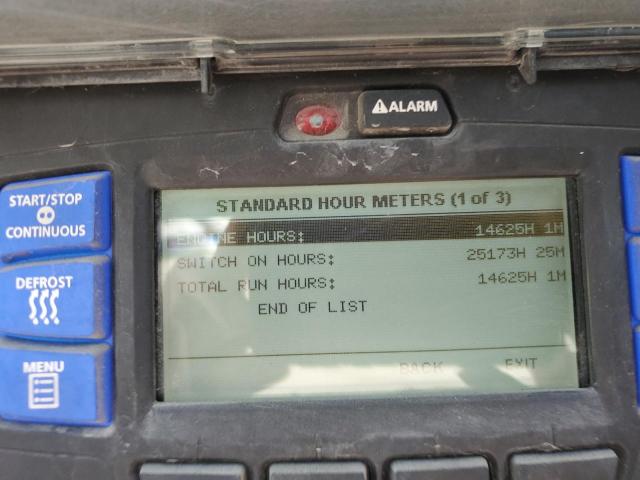 ALARM
START/STOP
CONTINUOUS
DEFROST
MENU
STANDARD HOUR METERS (1 of 3)
ENGINE HOURS: 14625H 1M
SWITCH ON HOURS: 25173H 25M
TOTAL RUN HOURS: 14625H 1M
END OF LIST
BACK EXIT